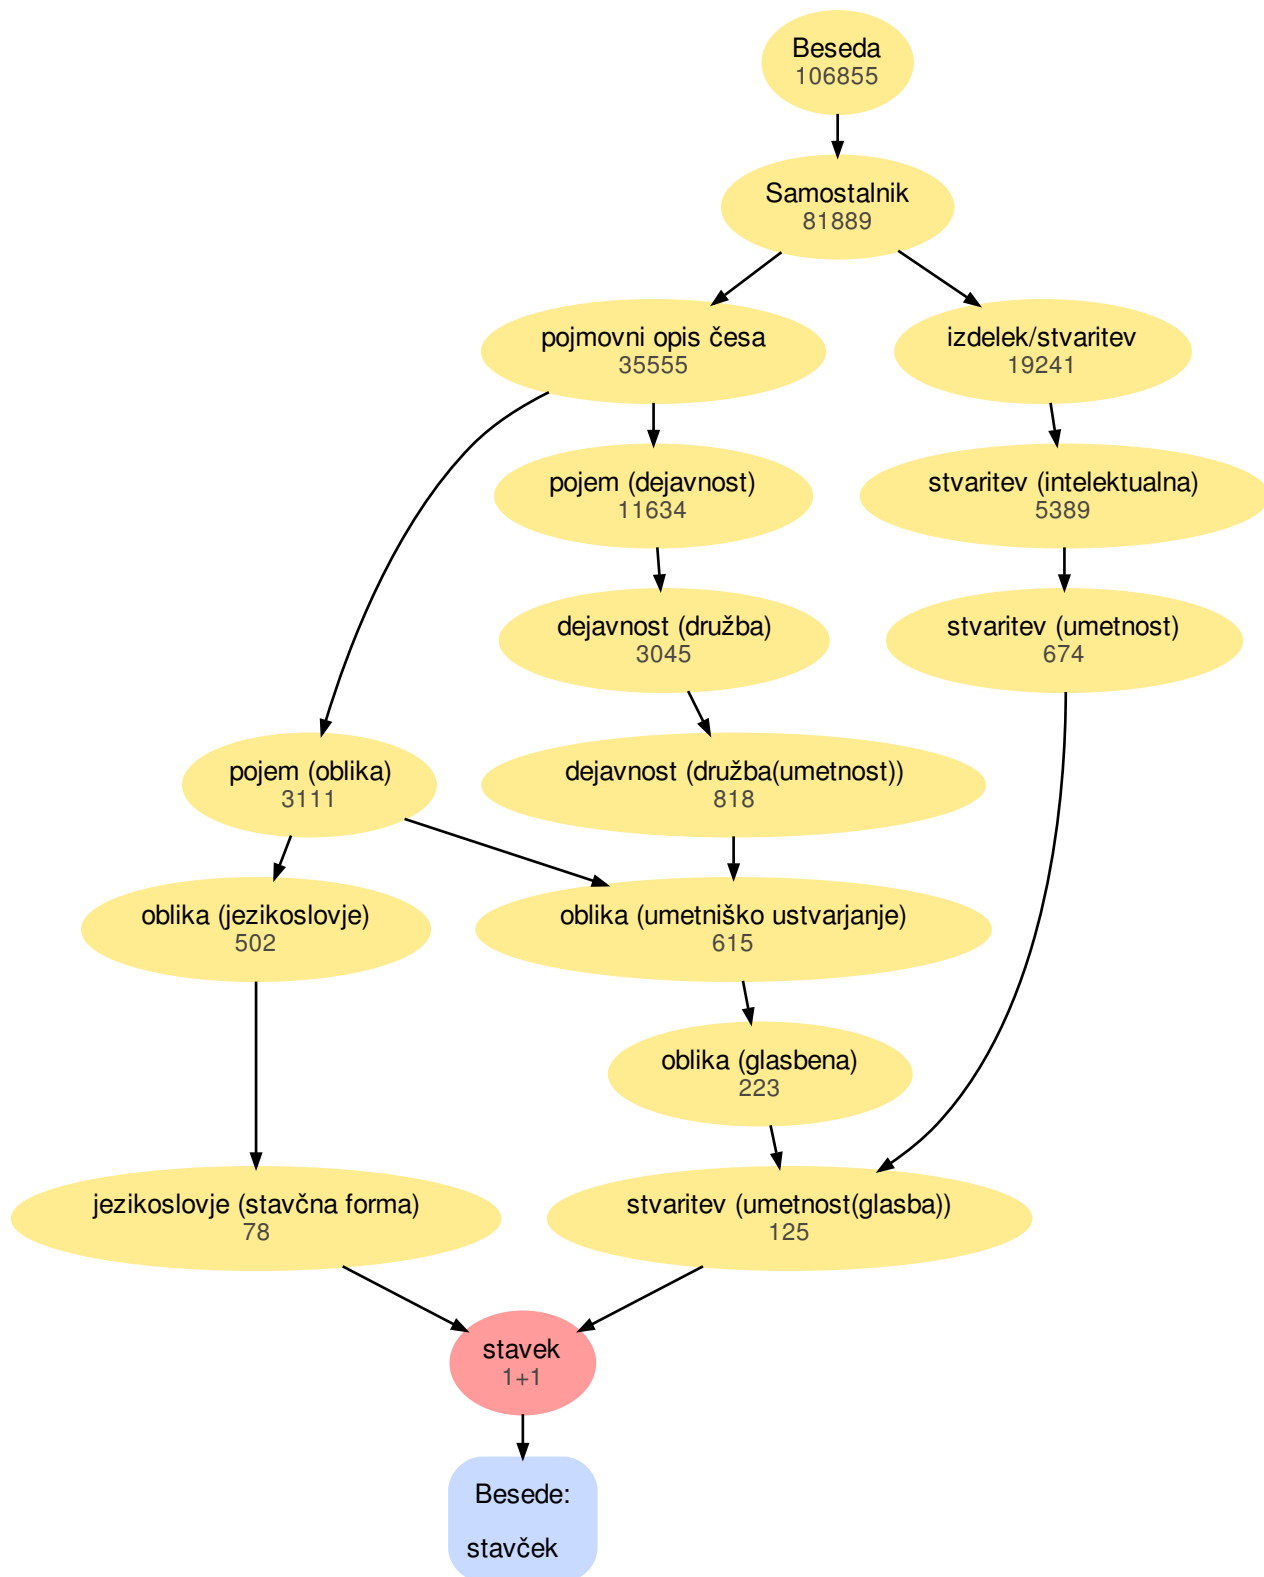 Beseda
106855
Samostalnik
81889
pojmovni opis česa
35555
izdelek/stvaritev
19241
pojem (dejavnost)
11634
stvaritev (intelektualna)
5389
dejavnost (družba)
3045
stvaritev (umetnost)
674
pojem (oblika)
3111
dejavnost (družba(umetnost))
818
oblika (jezikoslovje)
502
oblika (umetniško ustvarjanje)
615
oblika (glasbena)
223
jezikoslovje (stavčna forma)
78
stvaritev (umetnost(glasba))
125
stavek
1+1
Besede:
stavček